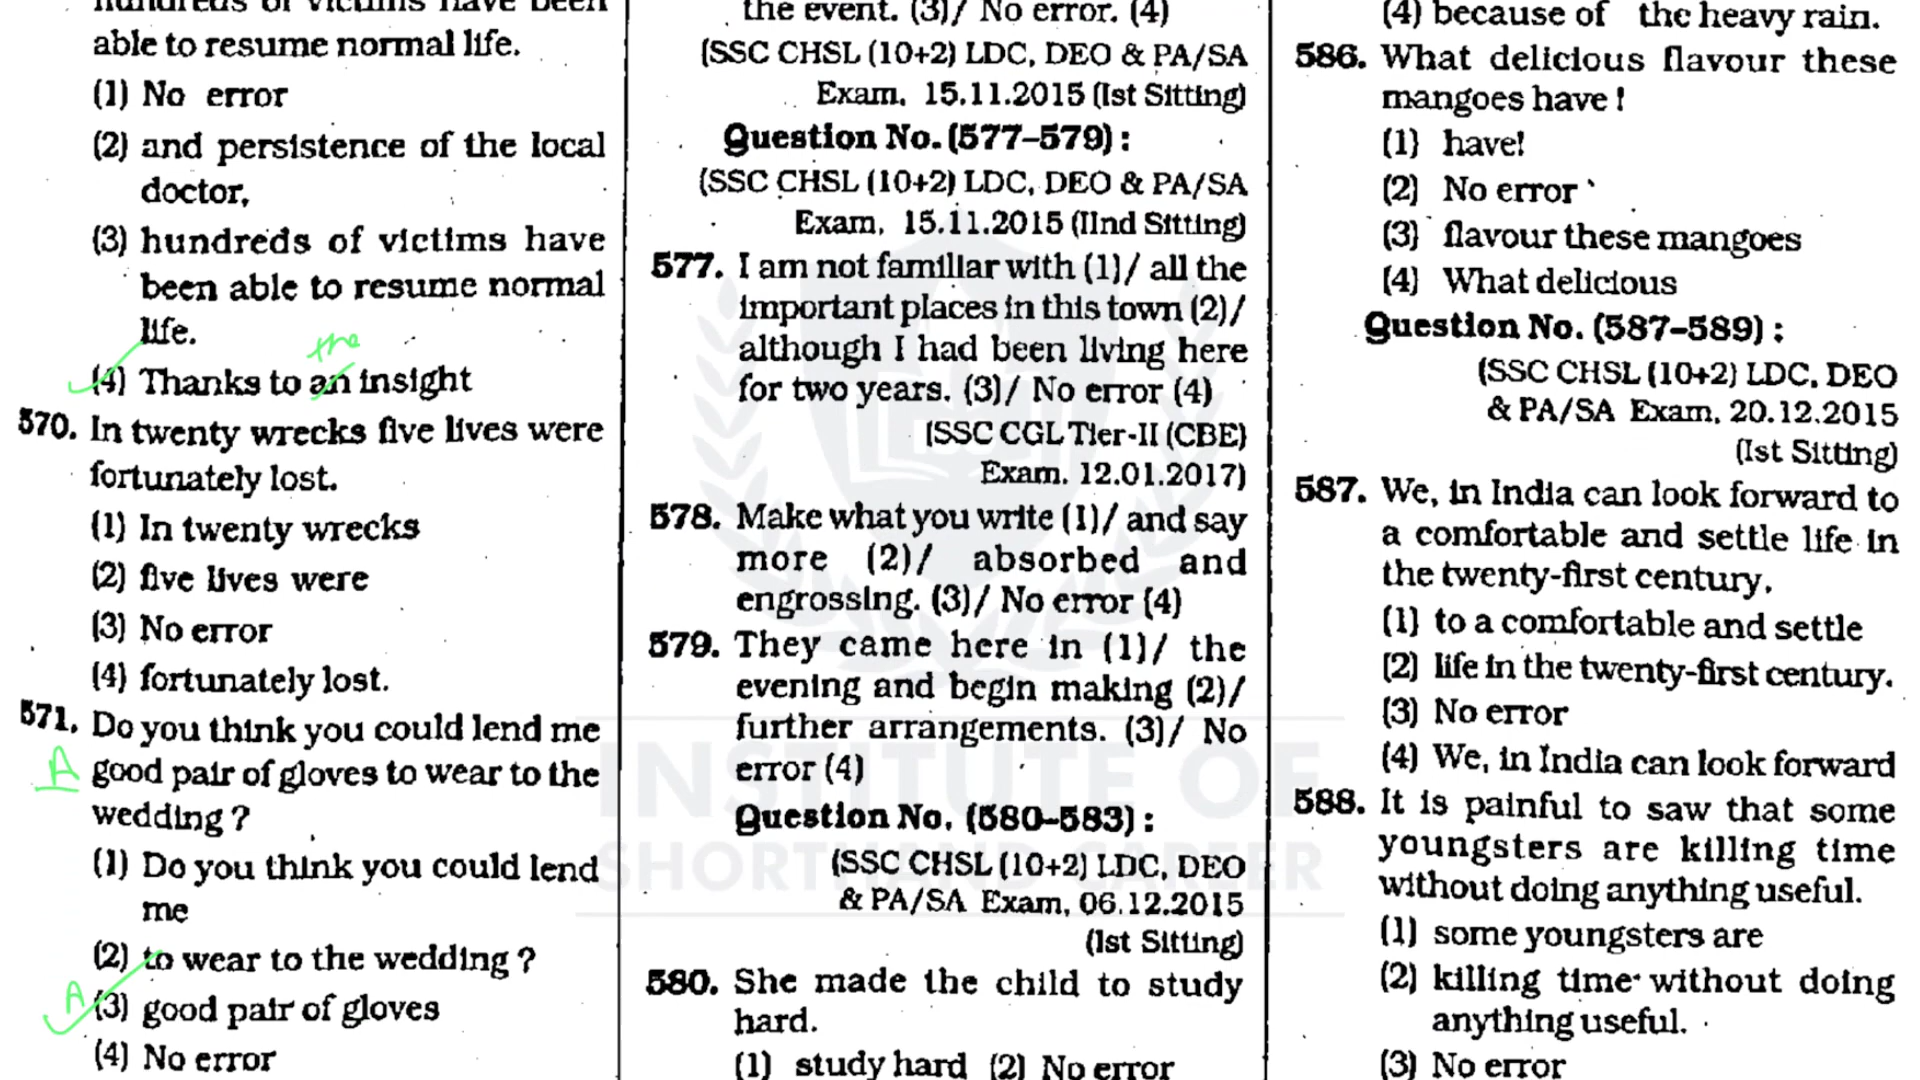 hundreds of victims have been
able to resume normal life.
(1) No error
(2) and persistence of the local
doctor,
(3) hundreds of victims have
been able to resume normal
life.
the
(4) Thanks to an insight
570. In twenty wrecks five lives were
fortunately lost.
(1) In twenty wrecks
(2) five lives were
(3) No error
(4) fortunately lost.
571. Do you think you could lend me
A good pair of gloves to wear to the
wedding ?
(1) Do you think you could lend
me
(2) to wear to the wedding ?
A (3) good pair of gloves
(4) No error
the event. (3)/ No error. (4)
(SSC CHSL (10+2) LDC, DEO & PA/SA
Exam. 15.11.2015 (Ist Sitting)
Question No. (577–579) :
(SSC CHSL (10+2) LDC, DEO & PA/SA
Exam, 15.11.2015 (IInd Sitting)
577. I am not familiar with (1)/ all the
important places in this town (2)/
although I had been living here
for two years. (3)/ No error (4)
(SSC CGL Tier-II (CBE)
Exam. 12.01.2017)
578. Make what you write (1)/ and say
more (2)/ absorbed and
engrossing. (3)/ No error (4)
579. They came here in (1)/ the
evening and begin making (2)/
further arrangements. (3)/ No
error (4)
Question No. (580–583) :
(SSC CHSL (10+2) LDC, DEO
& PA/SA Exam, 06.12.2015
(Ist Sitting)
580. She made the child to study
hard.
(1) study hard (2) No error
(4) because of the heavy rain.
586. What delicious flavour these
mangoes have !
(1) have!
(2) No error
(3) flavour these mangoes
(4) What delicious
Question No. (587–589) :
(SSC CHSL (10+2) LDC, DEO
& PA/SA Exam, 20.12.2015
(Ist Sitting)
587. We, in India can look forward to
a comfortable and settle life in
the twenty-first century.
(1) to a comfortable and settle
(2) life in the twenty-first century.
(3) No error
(4) We, in India can look forward
588. It is painful to saw that some
youngsters are killing time
without doing anything useful.
(1) some youngsters are
(2) killing time without doing
anything useful.
(3) No error
INSTITUTE OF
SHORTHAND CAREER